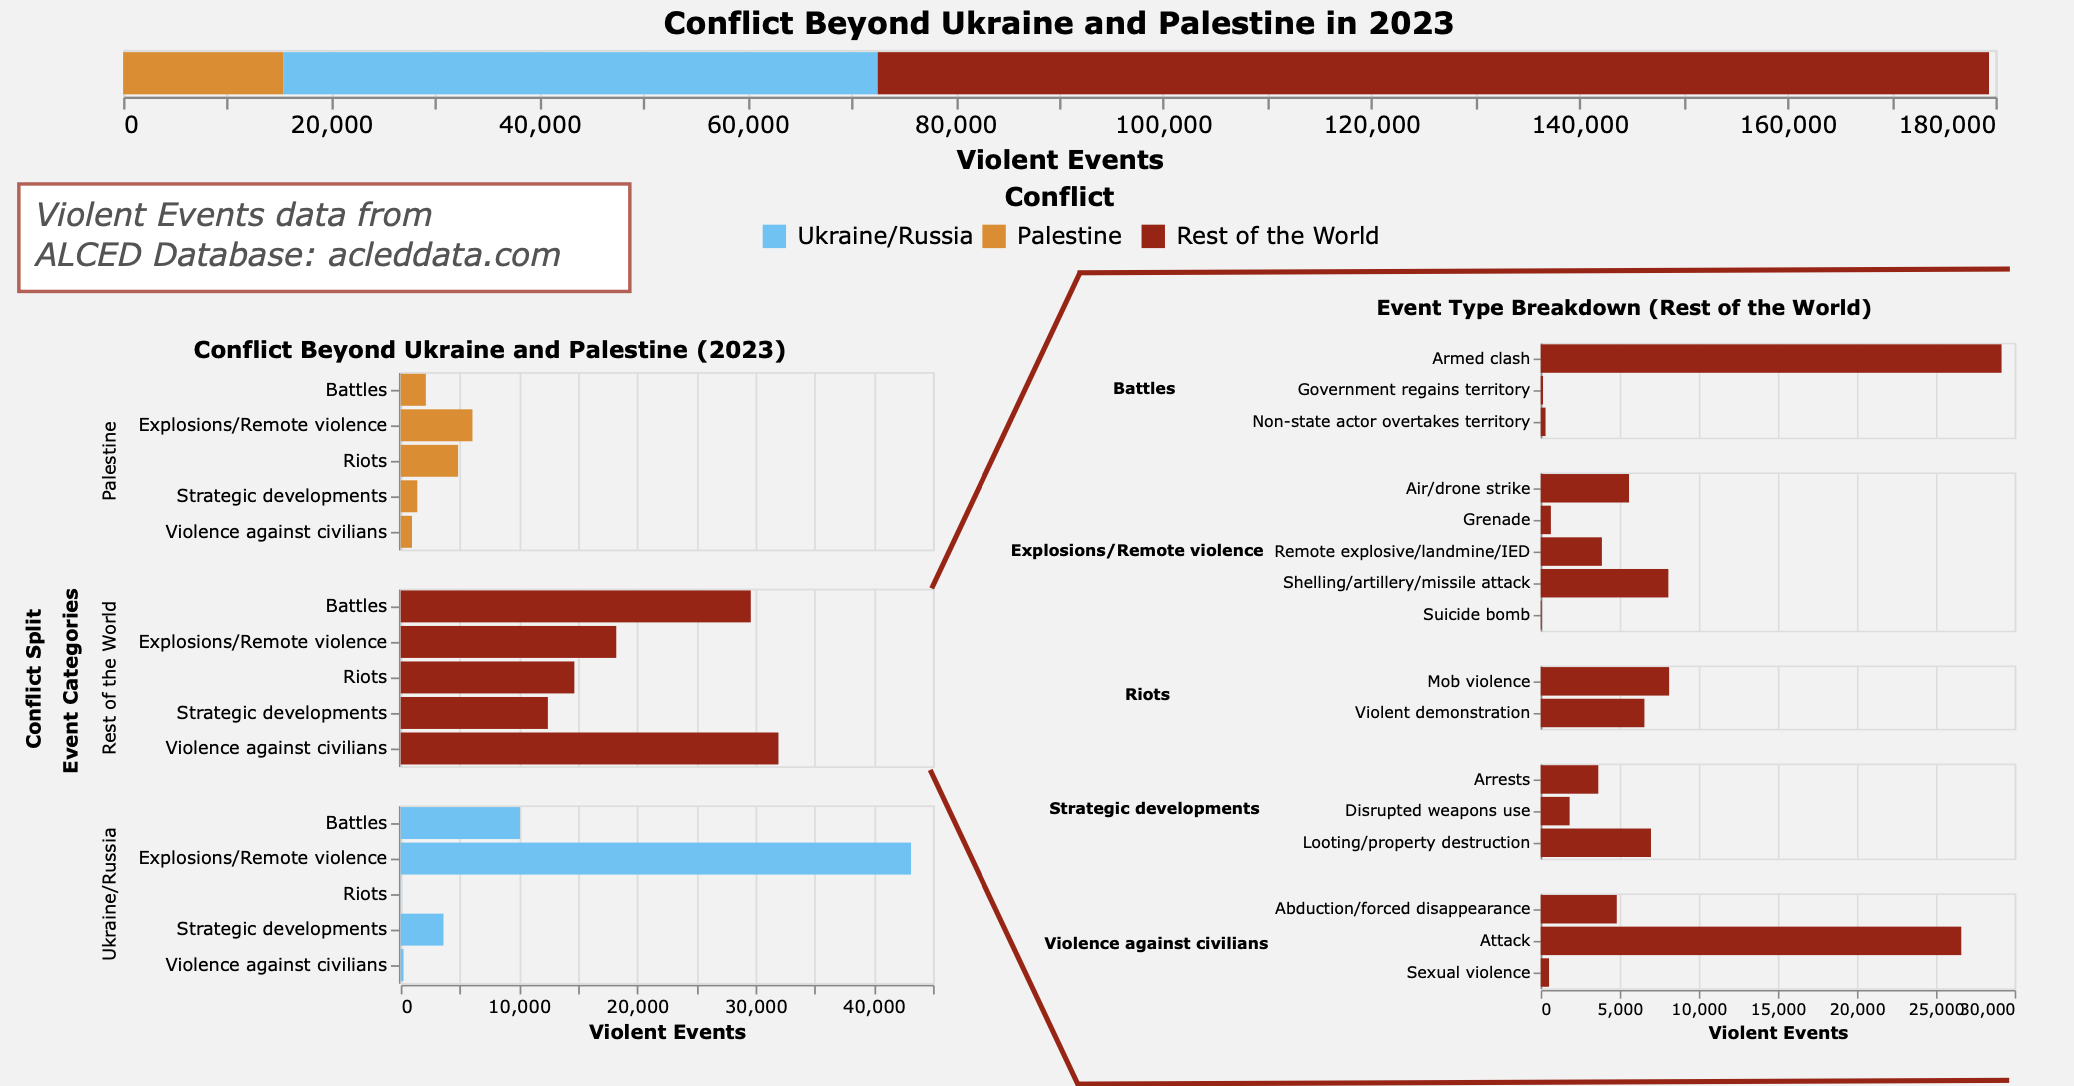 Conflict Beyond Ukraine and Palestine in 2023
0 20,000 40,000 60,000 80,000 100,000 120,000 140,000 160,000 180,000
Violent Events
Violent Events data from
ALCED Database: acleddata.com
Conflict
Ukraine/Russia Palestine Rest of the World
Conflict Beyond Ukraine and Palestine (2023)
Conflict Split
Event Categories
Palestine
Battles
Explosions/Remote violence
Riots
Strategic developments
Violence against civilians
Rest of the World
Battles
Explosions/Remote violence
Riots
Strategic developments
Violence against civilians
Ukraine/Russia
Battles
Explosions/Remote violence
Riots
Strategic developments
Violence against civilians
0 10,000 20,000 30,000 40,000
Violent Events
Event Type Breakdown (Rest of the World)
Battles
Armed clash
Government regains territory
Non-state actor overtakes territory
Explosions/Remote violence
Air/drone strike
Grenade
Remote explosive/landmine/IED
Shelling/artillery/missile attack
Suicide bomb
Riots
Mob violence
Violent demonstration
Strategic developments
Arrests
Disrupted weapons use
Looting/property destruction
Violence against civilians
Abduction/forced disappearance
Attack
Sexual violence
0 5,000 10,000 15,000 20,000 25,000 30,000
Violent Events